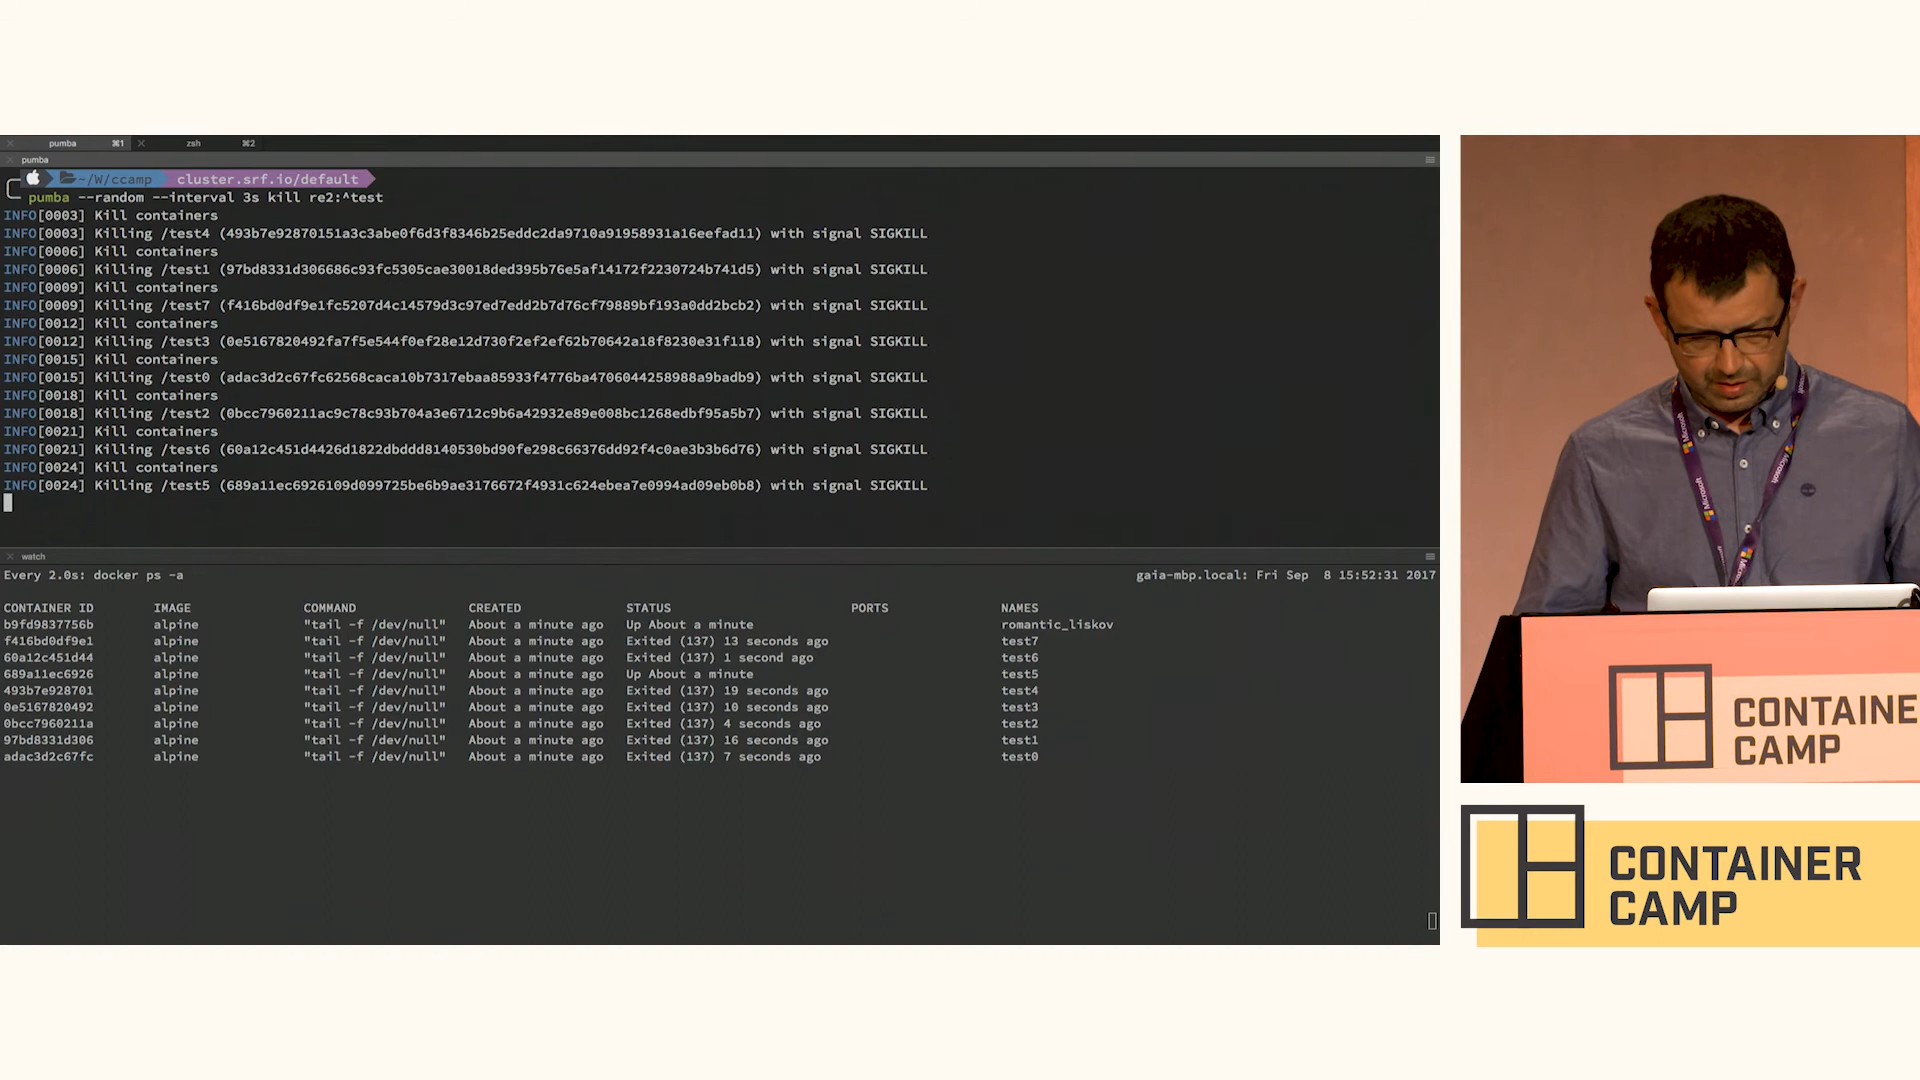 pumba ⌘1 zsh ⌘2
pumba
~/W/ccamp cluster.srf.io/default
pumba --random --interval 3s kill re2:^test
INFO[0003] Kill containers
INFO[0003] Killing /test4 (493b7e92870151a3c3abe0f6d3f8346b25eddc2da9710a91958931a16eefad11) with signal SIGKILL
INFO[0006] Kill containers
INFO[0006] Killing /test1 (97bd8331d306686c93fc5305cae30018ded395b76e5af14172f2230724b741d5) with signal SIGKILL
INFO[0009] Kill containers
INFO[0009] Killing /test7 (f416bd0df9e1fc5207d4c14579d3c97ed7edd2b7d76cf79889bf193a0dd2bcb2) with signal SIGKILL
INFO[0012] Kill containers
INFO[0012] Killing /test3 (0e5167820492fa7f5e544f0ef28e12d730f2ef2ef62b70642a18f8230e31f118) with signal SIGKILL
INFO[0015] Kill containers
INFO[0015] Killing /test0 (adac3d2c67fc62568caca10b7317ebaa85933f4776ba4706044258988a9badb9) with signal SIGKILL
INFO[0018] Kill containers
INFO[0018] Killing /test2 (0bcc7960211ac9c78c93b704a3e6712c9b6a42932e89e008bc1268edbf95a5b7) with signal SIGKILL
INFO[0021] Kill containers
INFO[0021] Killing /test6 (60a12c451d4426d1822dbddd8140530bd90fe298c66376dd92f4c0ae3b3b6d76) with signal SIGKILL
INFO[0024] Kill containers
INFO[0024] Killing /test5 (689a11ec6926109d099725be6b9ae3176672f4931c624ebea7e0994ad09eb0b8) with signal SIGKILL
watch
Every 2.0s: docker ps -a gaia-mbp.local: Fri Sep 8 15:52:31 2017
CONTAINER ID IMAGE COMMAND CREATED STATUS PORTS NAMES
b9fd9837756b alpine "tail -f /dev/null" About a minute ago Up About a minute romantic_liskov
f416bd0df9e1 alpine "tail -f /dev/null" About a minute ago Exited (137) 13 seconds ago test7
60a12c451d44 alpine "tail -f /dev/null" About a minute ago Exited (137) 1 second ago test6
689a11ec6926 alpine "tail -f /dev/null" About a minute ago Up About a minute test5
493b7e928701 alpine "tail -f /dev/null" About a minute ago Exited (137) 19 seconds ago test4
0e5167820492 alpine "tail -f /dev/null" About a minute ago Exited (137) 10 seconds ago test3
0bcc7960211a alpine "tail -f /dev/null" About a minute ago Exited (137) 4 seconds ago test2
97bd8331d306 alpine "tail -f /dev/null" About a minute ago Exited (137) 16 seconds ago test1
adac3d2c67fc alpine "tail -f /dev/null" About a minute ago Exited (137) 7 seconds ago test0
Microsoft
Microsoft
Microsoft
CONTAINE
CAMP
CONTAINER
CAMP